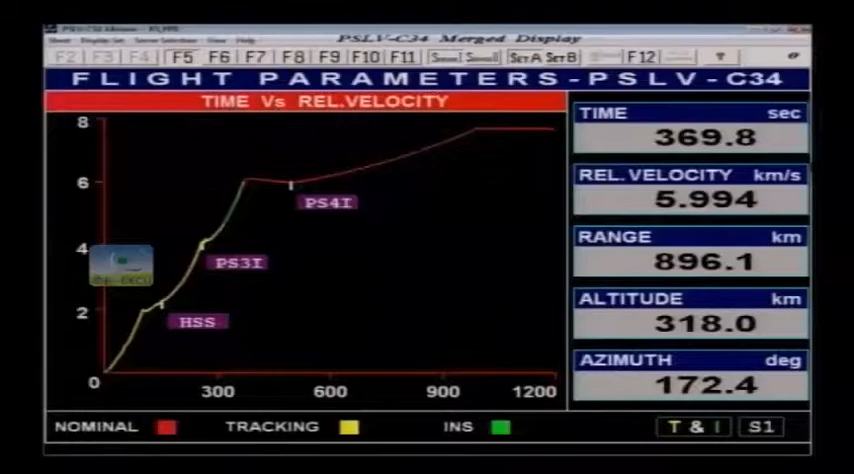 PSLV-C34 Merged Display
F2 F3 F4 F5 F6 F7 F8 F9 F10 F11 SET A SET B F12
FLIGHT PARAMETERS-PSLV-C34
TIME Vs REL.VELOCITY
8
6
4
2
0
300 600 900 1200
PS4I
PS3I
HSS
TIME sec
369.8
REL.VELOCITY km/s
5.994
RANGE km
896.1
ALTITUDE km
318.0
AZIMUTH deg
172.4
NOMINAL TRACKING INS T & I S1